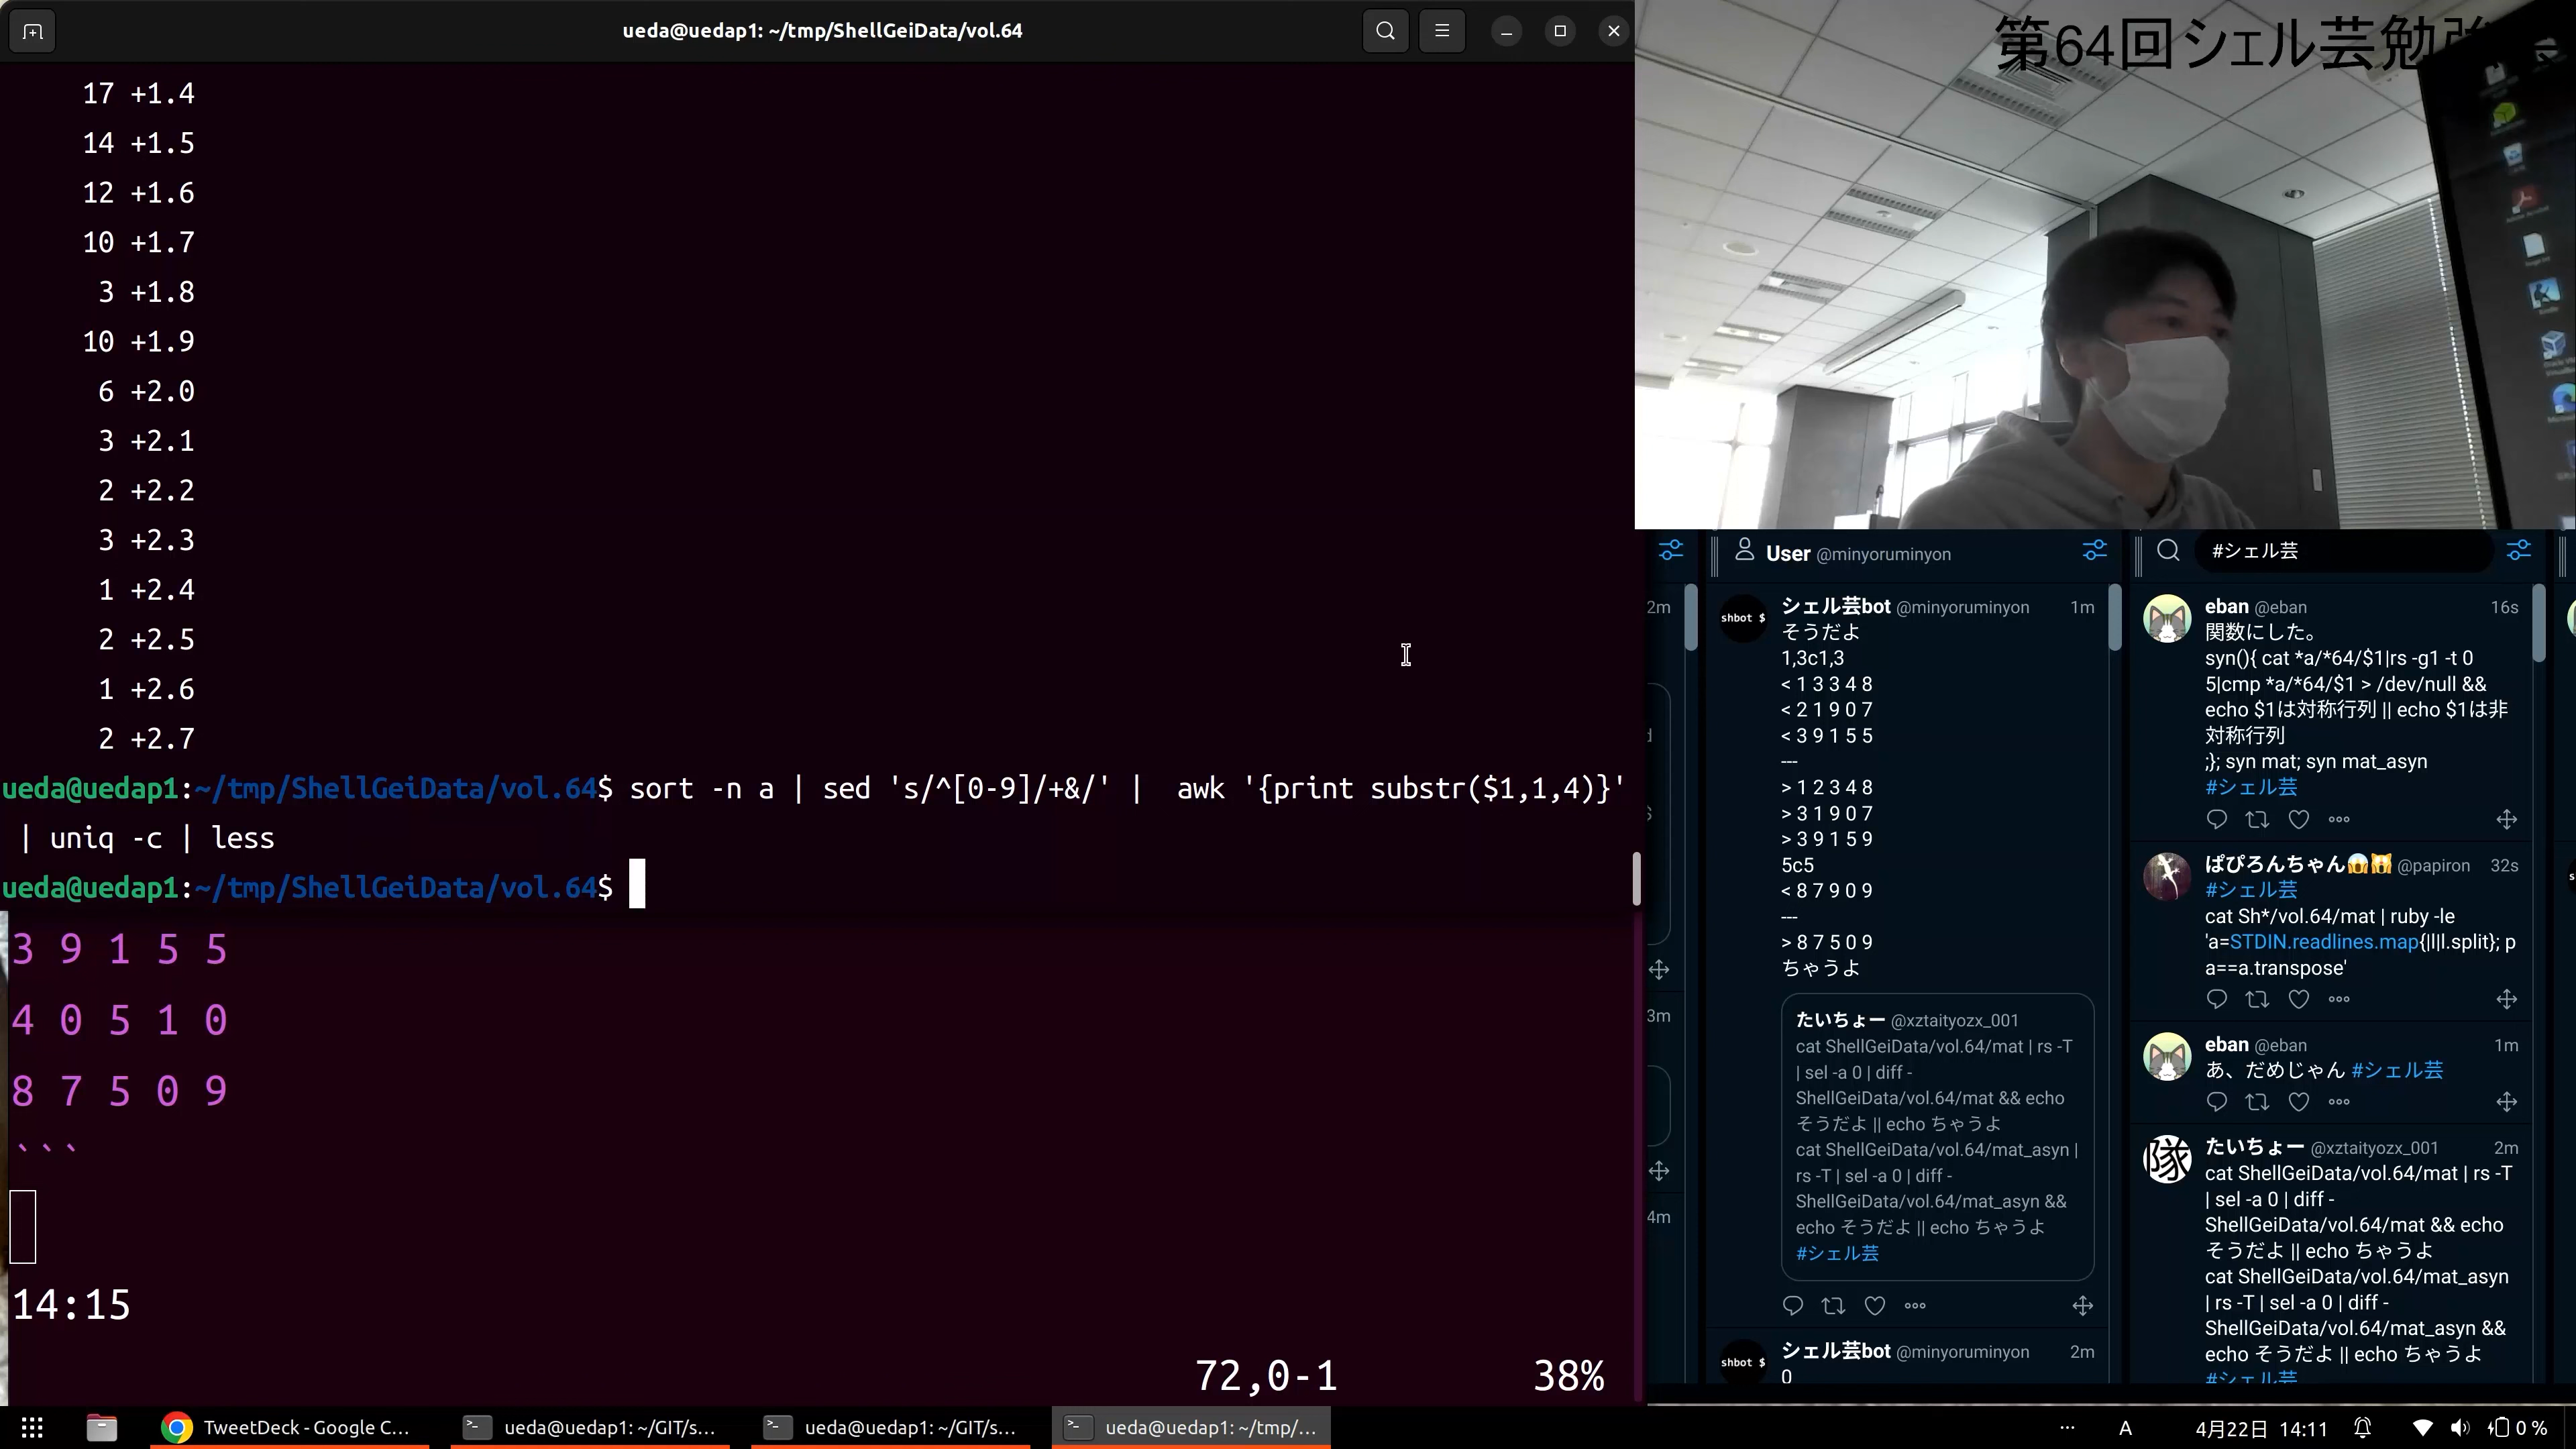 ueda@uedap1: ~/tmp/ShellGeiData/vol.64
17 +1.4
14 +1.5
12 +1.6
10 +1.7
3 +1.8
10 +1.9
6 +2.0
3 +2.1
2 +2.2
3 +2.3
1 +2.4
2 +2.5
1 +2.6
2 +2.7
ueda@uedap1:~/tmp/ShellGeiData/vol.64$ sort -n a | sed 's/^[0-9]/+&/' |  awk '{print substr($1,1,4)}'
| uniq -c | less
ueda@uedap1:~/tmp/ShellGeiData/vol.64$
3 9 1 5 5
4 0 5 1 0
8 7 5 0 9
```
14:15
72,0-1 38%
第64回シェル芸勉強
2m
3m
4m
User @minyoruminyon
shbot $
シェル芸bot @minyoruminyon 1m
そうだよ
1,3c1,3
< 1 3 3 4 8
< 2 1 9 0 7
< 3 9 1 5 5
---
> 1 2 3 4 8
> 3 1 9 0 7
> 3 9 1 5 9
5c5
< 8 7 9 0 9
---
> 8 7 5 0 9
ちゃうよ
たいちょー @xztaityozx_001
cat ShellGeiData/vol.64/mat | rs -T
| sel -a 0 | diff -
ShellGeiData/vol.64/mat && echo
そうだよ || echo ちゃうよ
cat ShellGeiData/vol.64/mat_asyn |
rs -T | sel -a 0 | diff -
ShellGeiData/vol.64/mat_asyn &&
echo そうだよ || echo ちゃうよ
#シェル芸
shbot $
シェル芸bot @minyoruminyon 2m
0
#シェル芸
eban @eban 16s
関数にした。
syn(){ cat *a/*64/$1|rs -g1 -t 0
5|cmp *a/*64/$1 > /dev/null &&
echo $1は対称行列 || echo $1は非
対称行列
;}; syn mat; syn mat_asyn
#シェル芸
ぱぴろんちゃん😱🙀 @papiron 32s
#シェル芸
cat Sh*/vol.64/mat | ruby -le
'a=STDIN.readlines.map{|l|l.split}; p
a==a.transpose'
eban @eban 1m
あ、だめじゃん #シェル芸
隊
たいちょー @xztaityozx_001 2m
cat ShellGeiData/vol.64/mat | rs -T
| sel -a 0 | diff -
ShellGeiData/vol.64/mat && echo
そうだよ || echo ちゃうよ
cat ShellGeiData/vol.64/mat_asyn
| rs -T | sel -a 0 | diff -
ShellGeiData/vol.64/mat_asyn &&
echo そうだよ || echo ちゃうよ
#シェル芸
TweetDeck - Google C...
ueda@uedap1: ~/GIT/s...
ueda@uedap1: ~/GIT/s...
ueda@uedap1: ~/tmp/...
A
4月22日 14:11
0 %